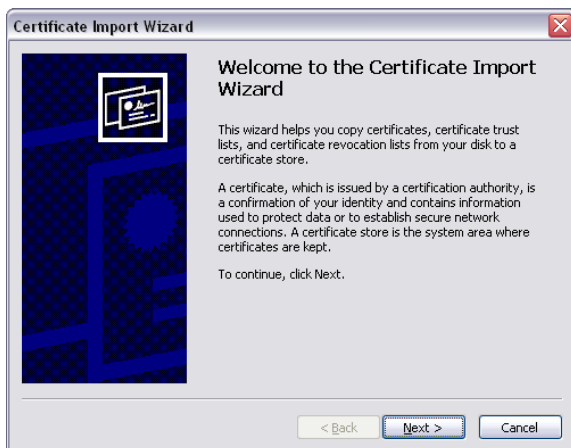 Certificate Import Wizard
Welcome to the Certificate Import
Wizard
This wizard helps you copy certificates, certificate trust
lists, and certificate revocation lists from your disk to a
certificate store.
A certificate, which is issued by a certification authority, is
a confirmation of your identity and contains information
used to protect data or to establish secure network
connections. A certificate store is the system area where
certificates are kept.
To continue, click Next.
< Back Next > Cancel